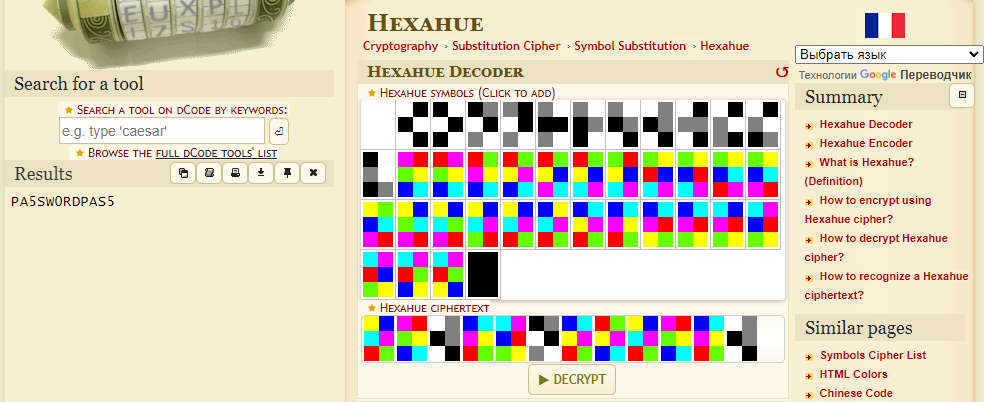 EUXPL
Search for a tool
★ Search a tool on dCode by keywords:
e.g. type 'caesar'
★ Browse the full dCode tools' list
Results
PA5SW0RDPAS5
Hexahue
Cryptography › Substitution Cipher › Symbol Substitution › Hexahue
Hexahue Decoder
★ Hexahue symbols (Click to add)
★ Hexahue ciphertext
▶ DECRYPT
Выбрать язык
Технологии Google Переводчик
Summary
Hexahue Decoder
Hexahue Encoder
What is Hexahue?
(Definition)
How to encrypt using
Hexahue cipher?
How to decrypt Hexahue
cipher?
How to recognize a Hexahue
ciphertext?
Similar pages
Symbols Cipher List
HTML Colors
Chinese Code